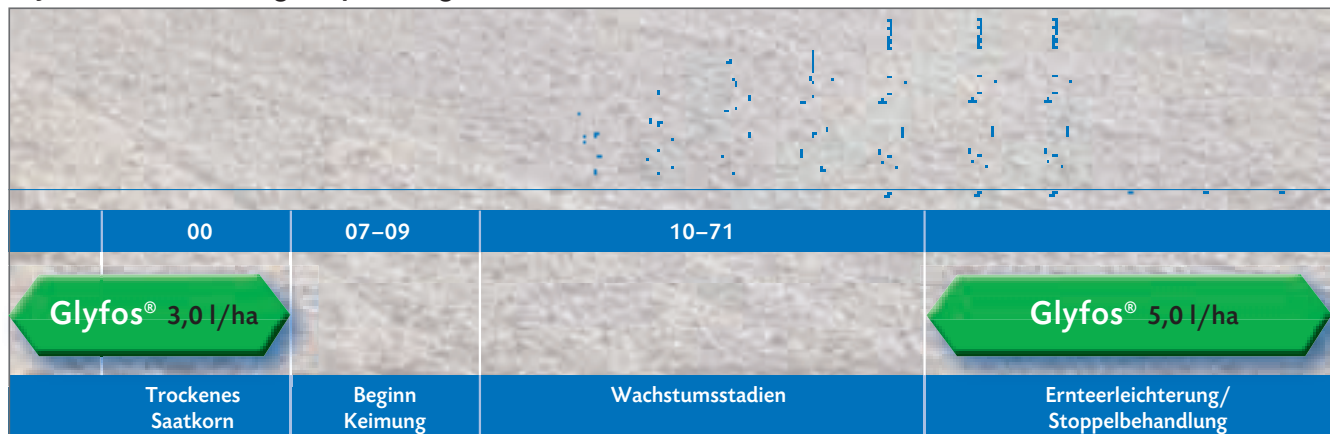 00
07–09
10–71
Glyfos® 3,0 l/ha
Glyfos® 5,0 l/ha
Trockenes
Saatkorn
Beginn
Keimung
Wachstumsstadien
Ernteerleichterung/
Stoppelbehandlung